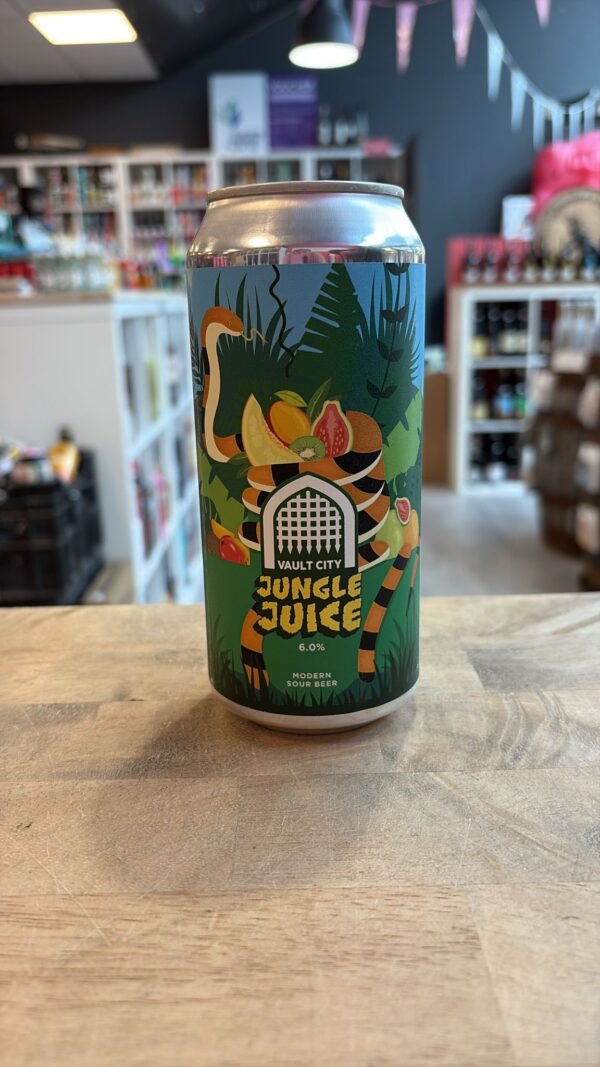 VAULT CITY
JUNGLE
JUICE
6.0%
MODERN
SOUR BEER